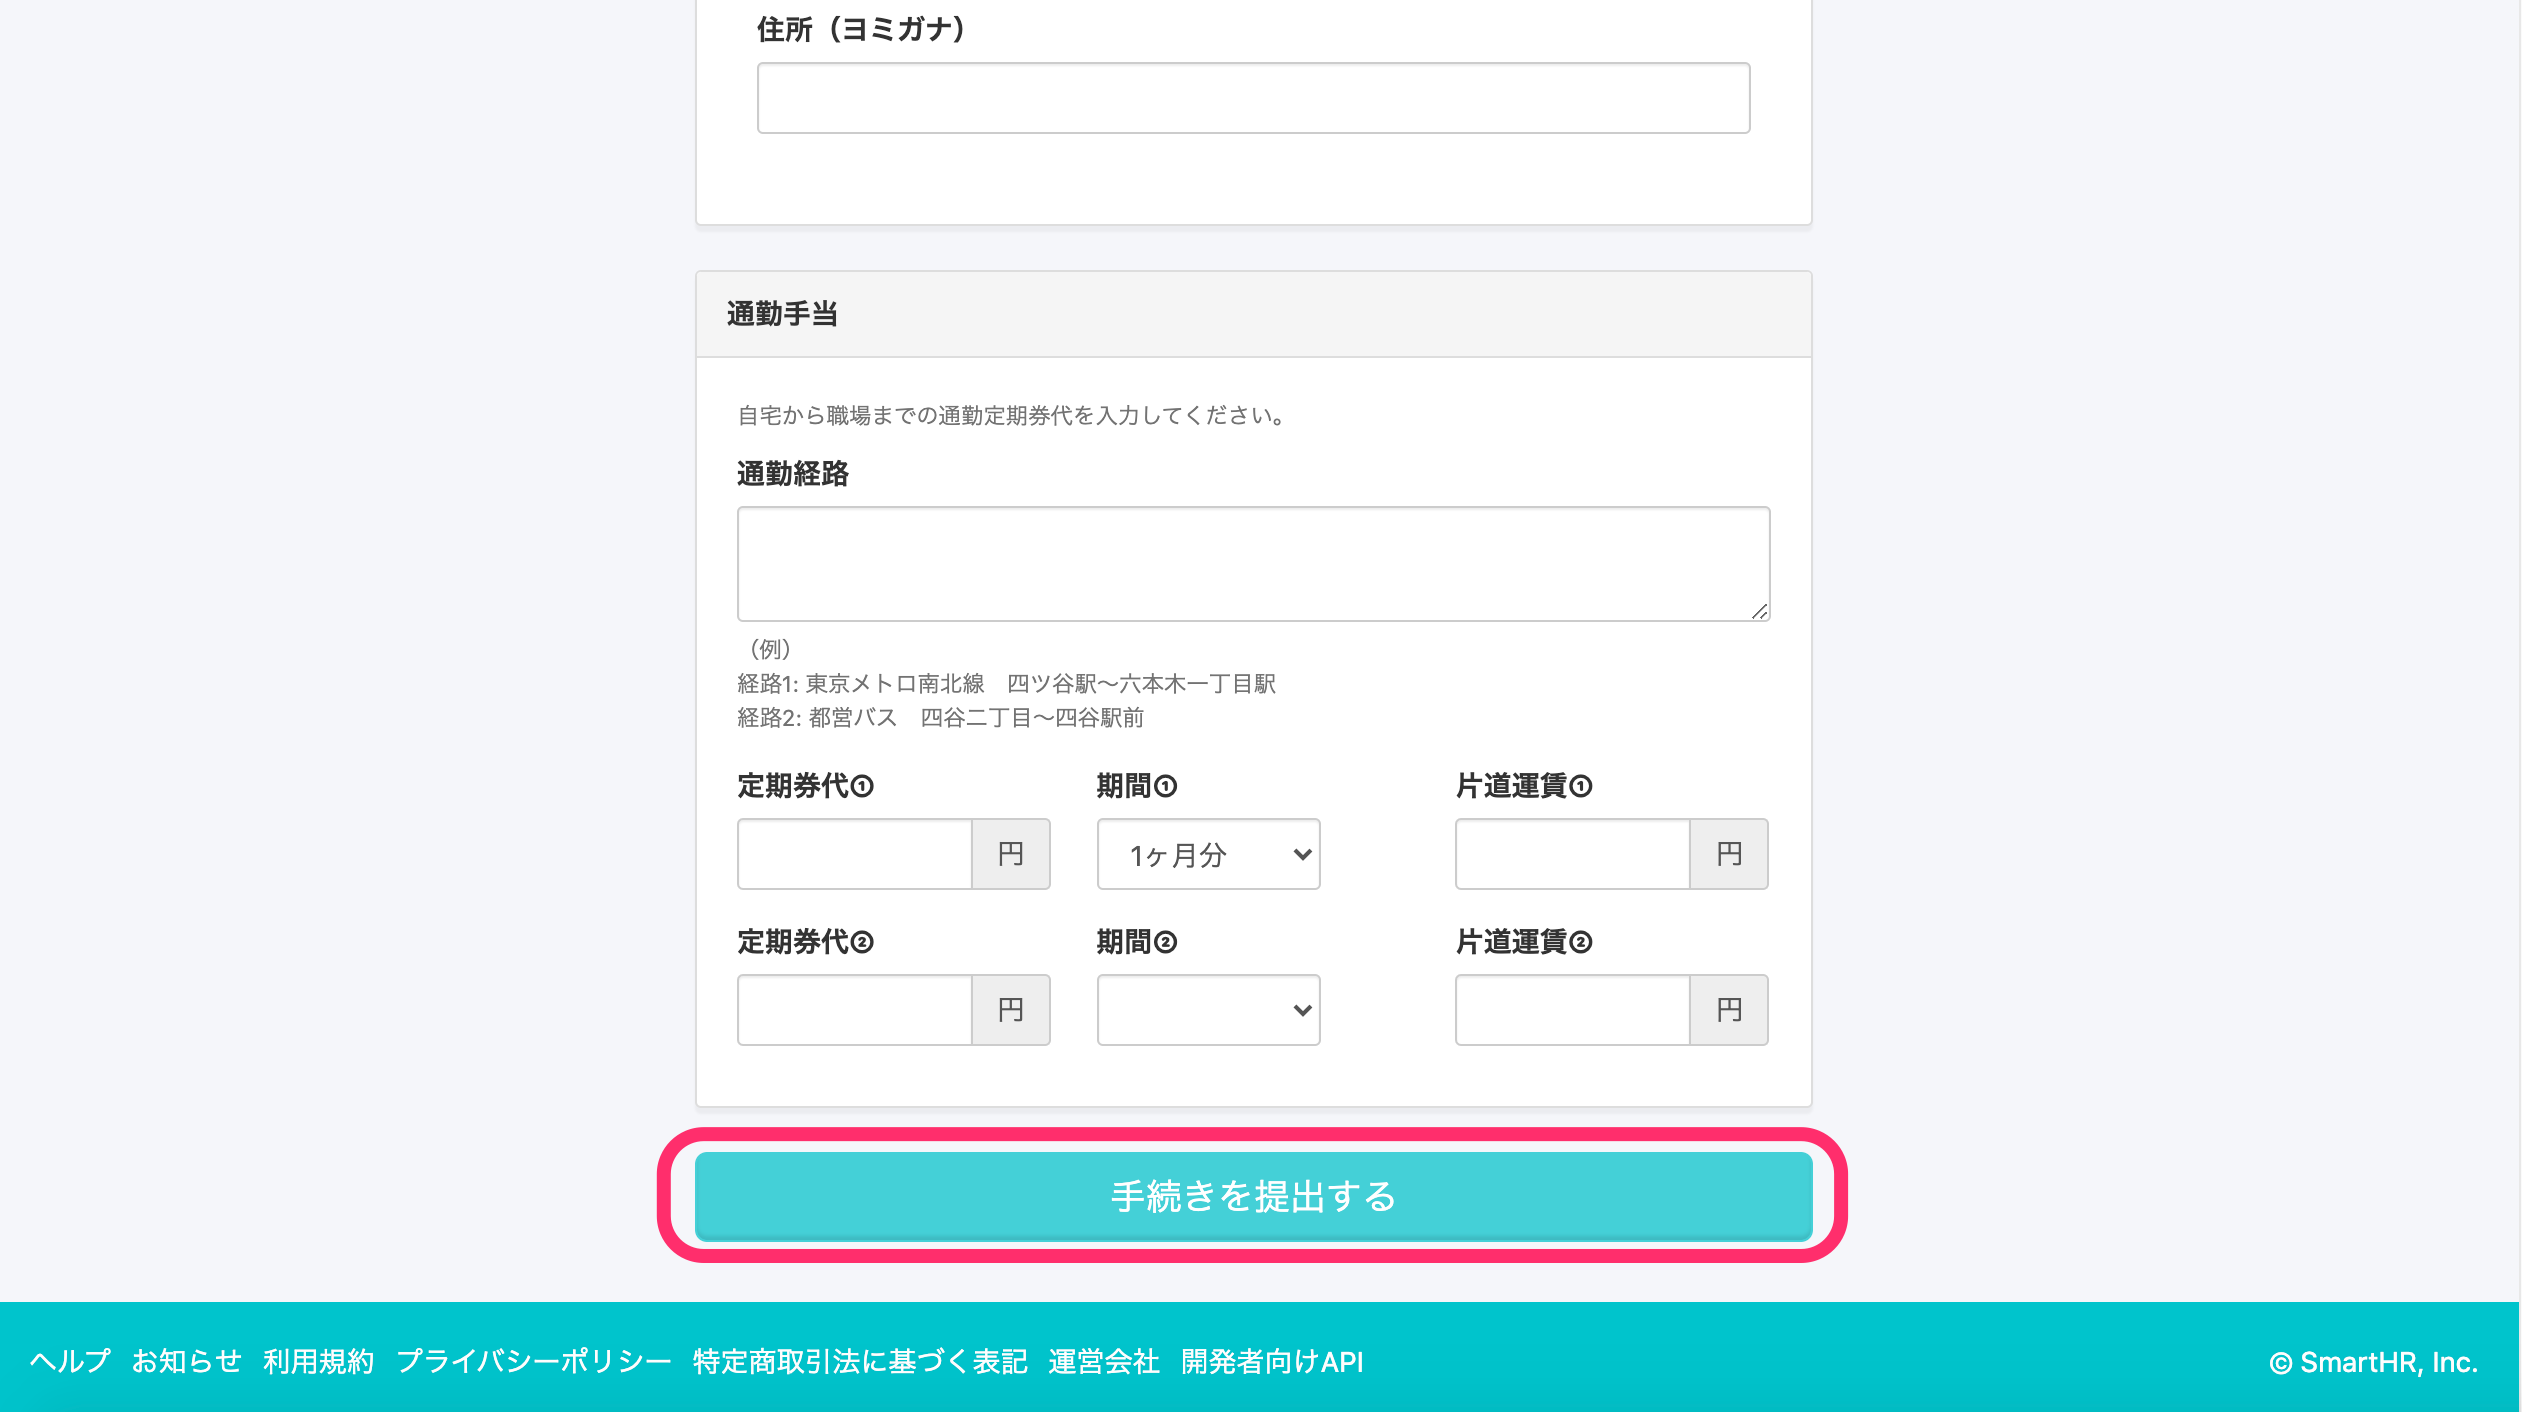 住所（ヨミガナ）
通勤手当
自宅から職場までの通勤定期券代を入力してください。
通勤経路
（例）
経路1: 東京メトロ南北線　四ツ谷駅〜六本木一丁目駅
経路2: 都営バス　四谷二丁目〜四谷駅前
定期券代① 期間① 片道運賃①
円 1ヶ月分 円
定期券代② 期間② 片道運賃②
円 円
手続きを提出する
ヘルプ お知らせ 利用規約 プライバシーポリシー 特定商取引法に基づく表記 運営会社 開発者向けAPI © SmartHR, Inc.